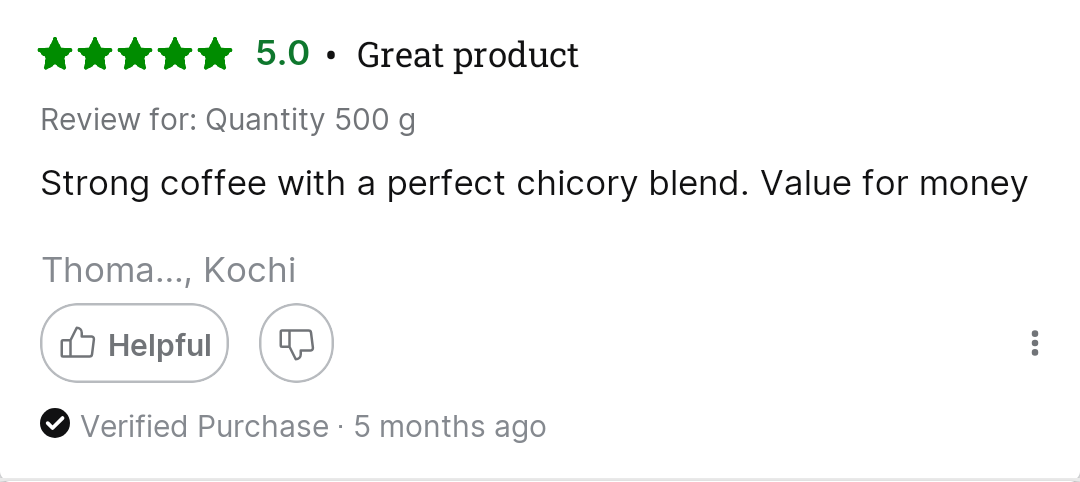 5.0 • Great product
Review for: Quantity 500 g
Strong coffee with a perfect chicory blend. Value for money
Thoma..., Kochi
Helpful
Verified Purchase · 5 months ago